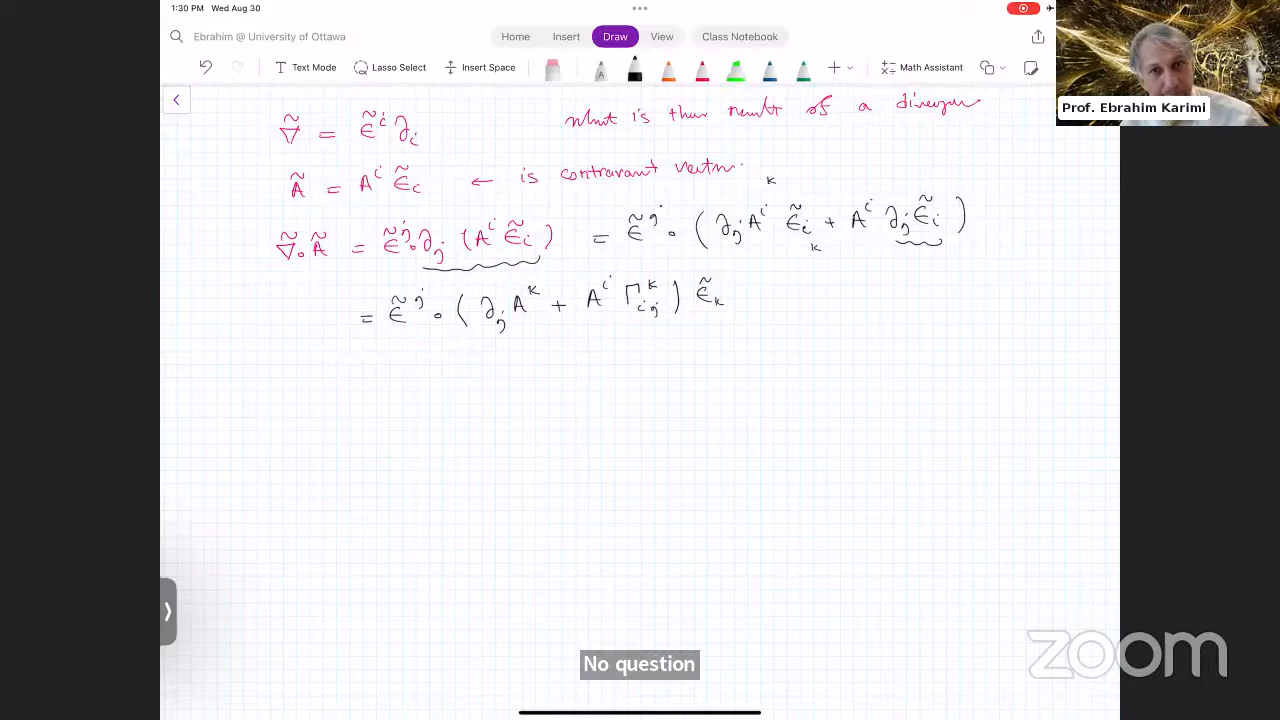 1:30 PM Wed Aug 30
Ebrahim @ University of Ottawa
Home Insert Draw View Class Notebook
Text Mode Lasso Select Insert Space Math Assistant
Prof. Ebrahim Karimi
∇̃ = ϵ̃^i ∂_i
what is the result of a
Ã = A^i ϵ̃_i ← is contravant vector.
∇̃∘Ã = ϵ̃^j∘∂_j (A^i ϵ̃_i) = ϵ̃^j ∘ (∂_j A^i ϵ̃_i + A^i ∂_j ϵ̃_i)
k
k
= ϵ̃^j ∘ (∂_j A^k + A^i Γ^k_ij) ϵ̃_k
zoom
No question